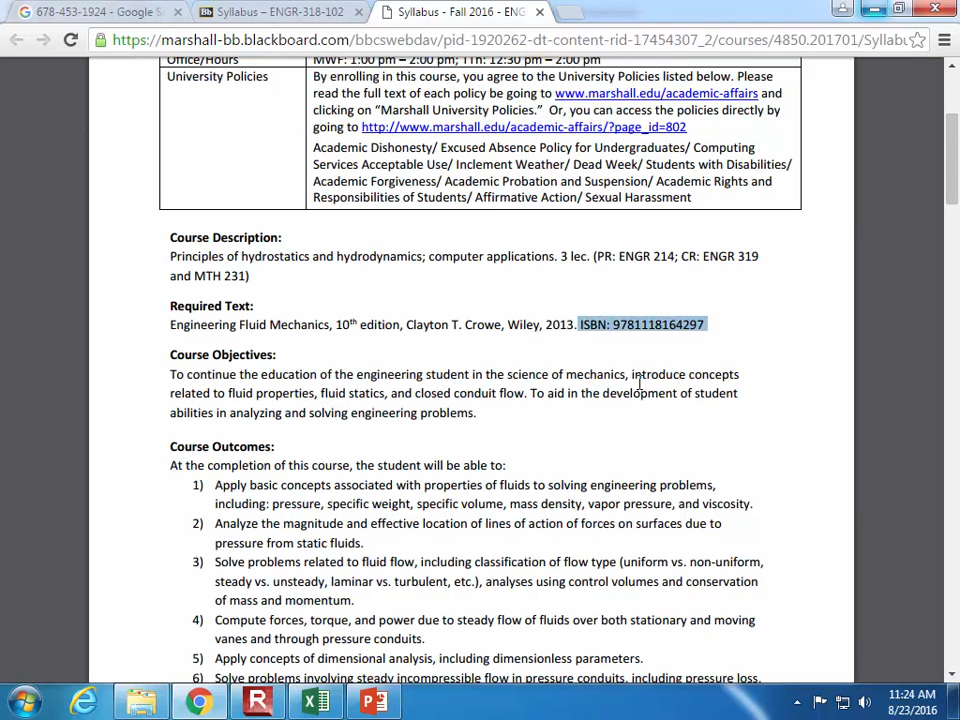 678-453-1924 - Google S
Syllabus – ENGR-318-102
Syllabus - Fall 2016 - ENG
https://marshall-bb.blackboard.com/bbcswebdav/pid-1920262-dt-content-rid-17454307_2/courses/4850.201701/Syllabu
Office/Hours MWF: 1:00 pm – 2:00 pm; TTh: 12:30 pm – 2:00 pm
University Policies By enrolling in this course, you agree to the University Policies listed below. Please
read the full text of each policy be going to www.marshall.edu/academic-affairs and
clicking on “Marshall University Policies.” Or, you can access the policies directly by
going to http://www.marshall.edu/academic-affairs/?page_id=802
Academic Dishonesty/ Excused Absence Policy for Undergraduates/ Computing
Services Acceptable Use/ Inclement Weather/ Dead Week/ Students with Disabilities/
Academic Forgiveness/ Academic Probation and Suspension/ Academic Rights and
Responsibilities of Students/ Affirmative Action/ Sexual Harassment
Course Description:
Principles of hydrostatics and hydrodynamics; computer applications. 3 lec. (PR: ENGR 214; CR: ENGR 319
and MTH 231)
Required Text:
Engineering Fluid Mechanics, 10th edition, Clayton T. Crowe, Wiley, 2013. ISBN: 9781118164297
Course Objectives:
To continue the education of the engineering student in the science of mechanics, introduce concepts
related to fluid properties, fluid statics, and closed conduit flow. To aid in the development of student
abilities in analyzing and solving engineering problems.
Course Outcomes:
At the completion of this course, the student will be able to:
1) Apply basic concepts associated with properties of fluids to solving engineering problems,
including: pressure, specific weight, specific volume, mass density, vapor pressure, and viscosity.
2) Analyze the magnitude and effective location of lines of action of forces on surfaces due to
pressure from static fluids.
3) Solve problems related to fluid flow, including classification of flow type (uniform vs. non-uniform,
steady vs. unsteady, laminar vs. turbulent, etc.), analyses using control volumes and conservation
of mass and momentum.
4) Compute forces, torque, and power due to steady flow of fluids over both stationary and moving
vanes and through pressure conduits.
5) Apply concepts of dimensional analysis, including dimensionless parameters.
6) Solve problems involving steady incompressible flow in pressure conduits, including pressure loss,
11:24 AM
8/23/2016